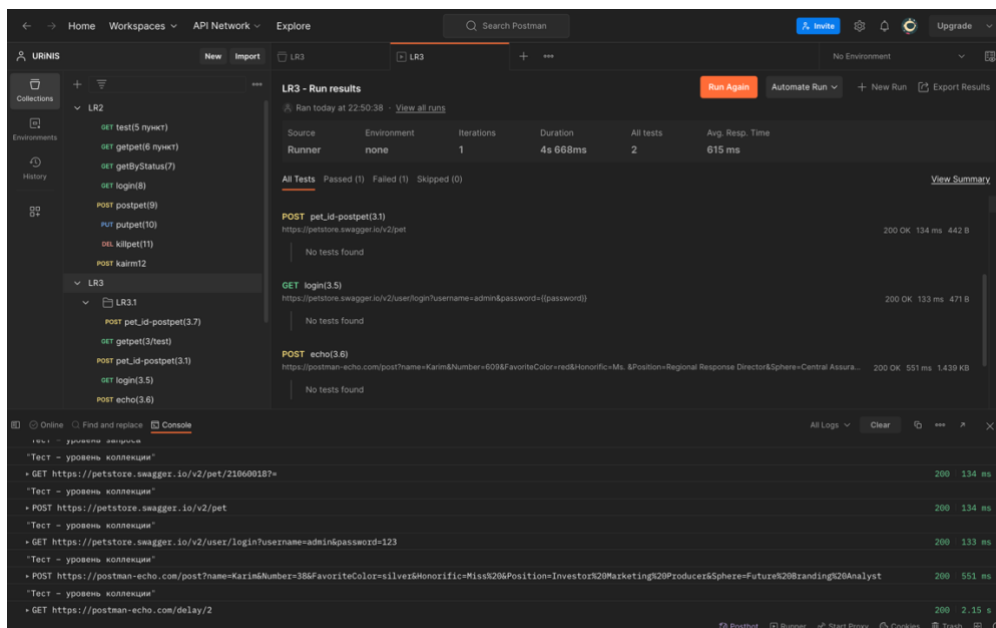 Home Workspaces API Network Explore Search Postman Invite Upgrade
URiNIS New Import LR3 LR3 No Environment
Collections
Environments
History
LR2
GET test(5 пункт)
GET getpet(6 пункт)
GET getByStatus(7)
GET login(8)
POST postpet(9)
PUT putpet(10)
DEL killpet(11)
POST kairm12
LR3
LR3.1
POST pet_id-postpet(3.7)
GET getpet(3/test)
POST pet_id-postpet(3.1)
GET login(3.5)
POST echo(3.6)
LR3 - Run results Run Again Automate Run + New Run Export Results
Ran today at 22:50:38 · View all runs
Source Environment Iterations Duration All tests Avg. Resp. Time
Runner none 1 4s 668ms 2 615 ms
All Tests Passed (1) Failed (1) Skipped (0) View Summary
POST pet_id-postpet(3.1)
https://petstore.swagger.io/v2/pet 200 OK 134 ms 442 B
No tests found
GET login(3.5)
https://petstore.swagger.io/v2/user/login?username=admin&password={{password}} 200 OK 133 ms 471 B
No tests found
POST echo(3.6)
https://postman-echo.com/post?name=Karim&Number=609&FavoriteColor=red&Honorific=Ms. &Position=Regional Response Director&Sphere=Central Assura... 200 OK 551 ms 1.439 KB
No tests found
Online Find and replace Console All Logs Clear
"Тест – уровень запроса
"Тест – уровень коллекции"
GET https://petstore.swagger.io/v2/pet/21060018?= 200 134 ms
"Тест – уровень коллекции"
POST https://petstore.swagger.io/v2/pet 200 134 ms
"Тест – уровень коллекции"
GET https://petstore.swagger.io/v2/user/login?username=admin&password=123 200 133 ms
"Тест – уровень коллекции"
POST https://postman-echo.com/post?name=Karim&Number=38&FavoriteColor=silver&Honorific=Miss%20&Position=Investor%20Marketing%20Producer&Sphere=Future%20Branding%20Analyst 200 551 ms
"Тест – уровень коллекции"
GET https://postman-echo.com/delay/2 200 2.15 s
Postbot Runner Start Proxy Cookies Trash